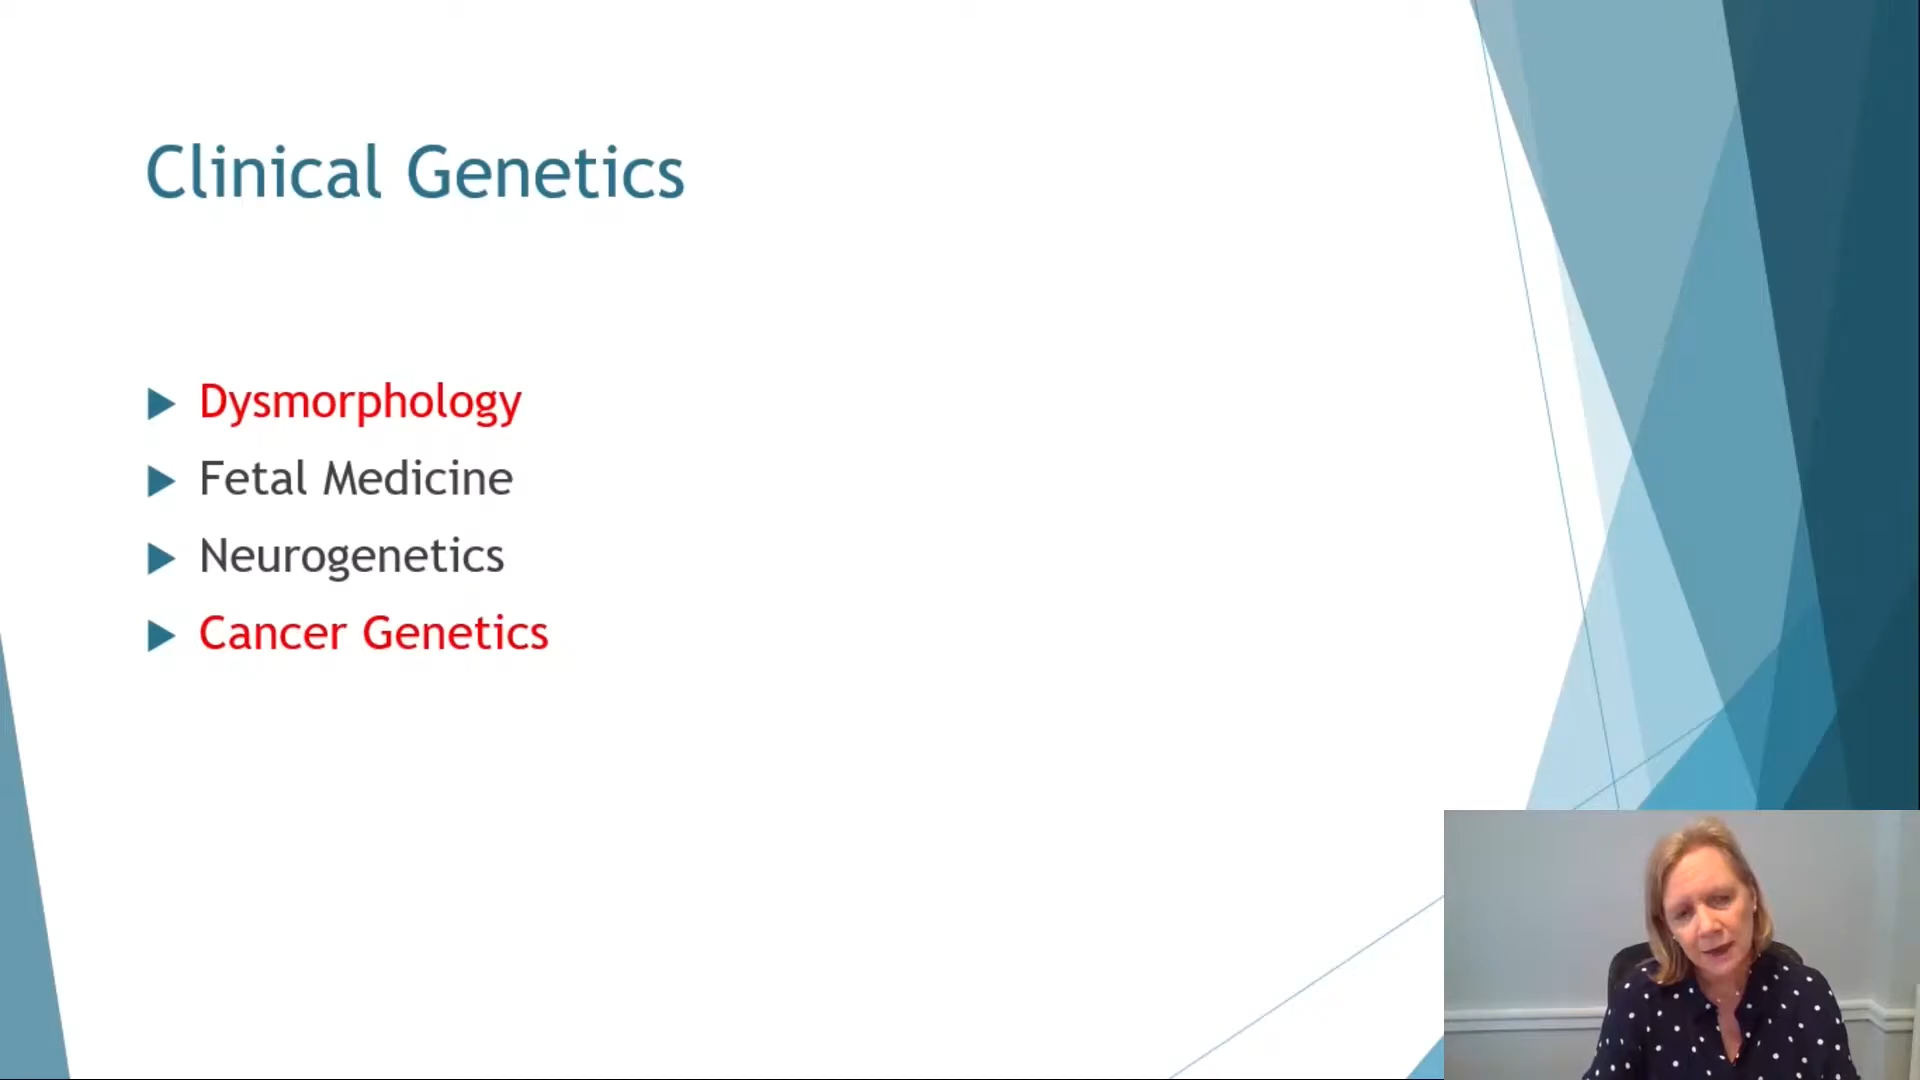 Clinical Genetics
Dysmorphology
Fetal Medicine
Neurogenetics
Cancer Genetics